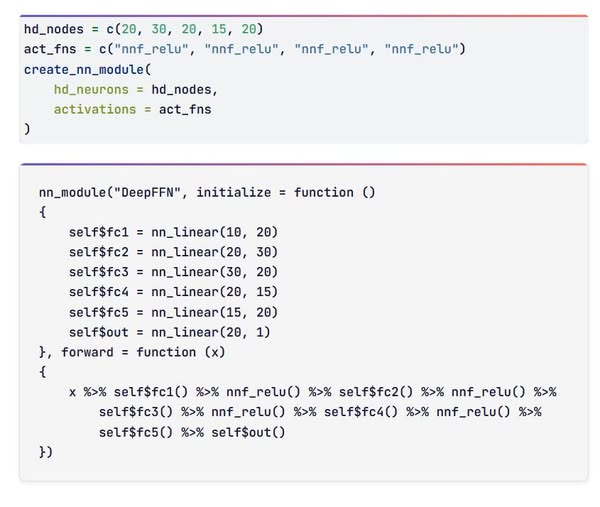 hd_nodes = c(20, 30, 20, 15, 20)
act_fns = c("nnf_relu", "nnf_relu", "nnf_relu", "nnf_relu")
create_nn_module(
    hd_neurons = hd_nodes,
    activations = act_fns
)
nn_module("DeepFFN", initialize = function ()
{
    self$fc1 = nn_linear(10, 20)
    self$fc2 = nn_linear(20, 30)
    self$fc3 = nn_linear(30, 20)
    self$fc4 = nn_linear(20, 15)
    self$fc5 = nn_linear(15, 20)
    self$out = nn_linear(20, 1)
}, forward = function (x)
{
    x %>% self$fc1() %>% nnf_relu() %>% self$fc2() %>% nnf_relu() %>%
        self$fc3() %>% nnf_relu() %>% self$fc4() %>% nnf_relu() %>%
        self$fc5() %>% self$out()
})